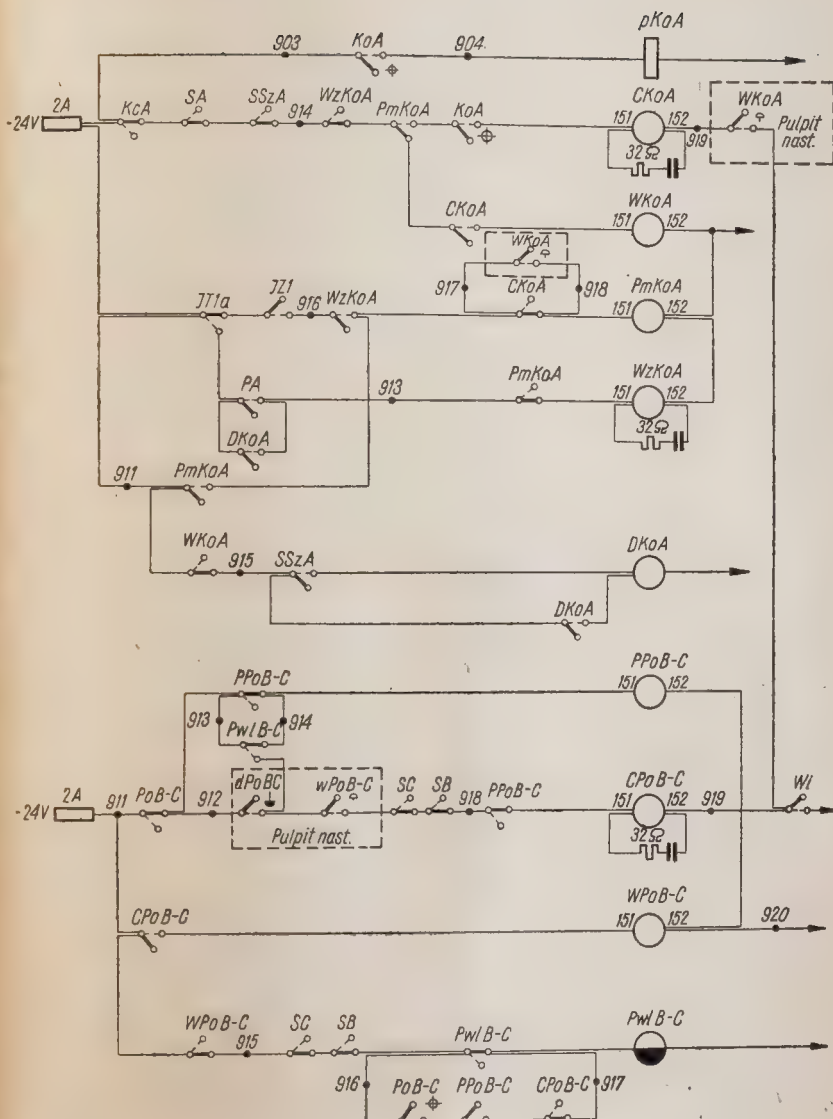 pKoA
903 KoA 904.
2A KcA SA SSzA 914 WzKoA PmKoA KoA CKoA WKoA
-24V 151 152 919 Pulpit nast.
32Ω
CKoA WKoA
151 152
WKoA
917 CKoA 918 PmKoA
JT1a JZ1 916 WzKoA 151 152
PA 913 PmKoA WzKoA
151 152
DKoA 32Ω
911 PmKoA
WKoA 915 SSzA DKoA
DKoA
PPoB-C PPoB-C
151 152
913 PwlB-C 914
2A 911 PoB-C 912 dPoBC wPoB-C SC SB 918 PPoB-C CPoB-C Wł
-24V 151 152 919
Pulpit nast. 32Ω
CPoB-C WPoB-C
151 152 920
WPoB-C 915 SC SB PwlB-C PwlB-C
916 PoB-C PPoB-C CPoB-C 917